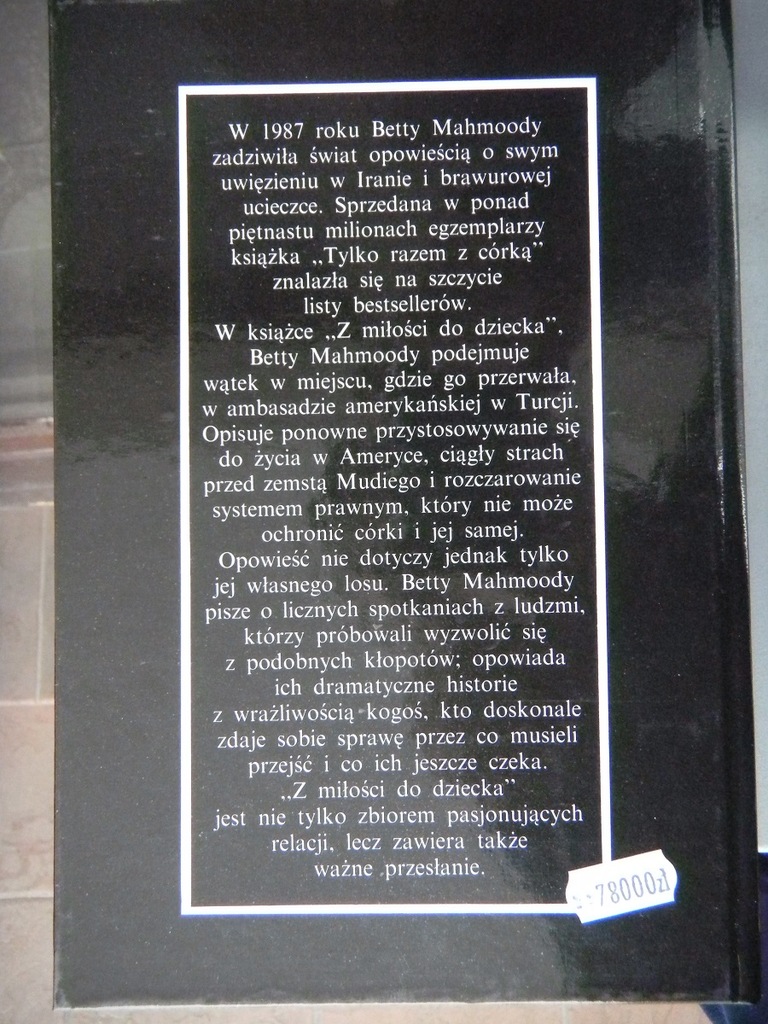 W 1987 roku Betty Mahmoody
zadziwiła świat opowieścią o swym
uwięzieniu w Iranie i brawurowej
ucieczce. Sprzedana w ponad
piętnastu milionach egzemplarzy
książka „Tylko razem z córką”
znalazła się na szczycie
listy bestsellerów.
W książce „Z miłości do dziecka”,
Betty Mahmoody podejmuje
wątek w miejscu, gdzie go przerwała,
w ambasadzie amerykańskiej w Turcji.
Opisuje ponowne przystosowywanie się
do życia w Ameryce, ciągły strach
przed zemstą Mudiego i rozczarowanie
systemem prawnym, który nie może
ochronić córki i jej samej.
Opowieść nie dotyczy jednak tylko
jej własnego losu. Betty Mahmoody
pisze o licznych spotkaniach z ludzmi,
którzy próbowali wyzwolić się
z podobnych kłopotów; opowiada
ich dramatyczne historie
z wrażliwością kogoś, kto doskonale
zdaje sobie sprawę przez co musieli
przejść i co ich jeszcze czeka.
„Z miłości do dziecka”
jest nie tylko zbiorem pasjonujących
relacji, lecz zawiera także
ważne przesłanie.
78000zł